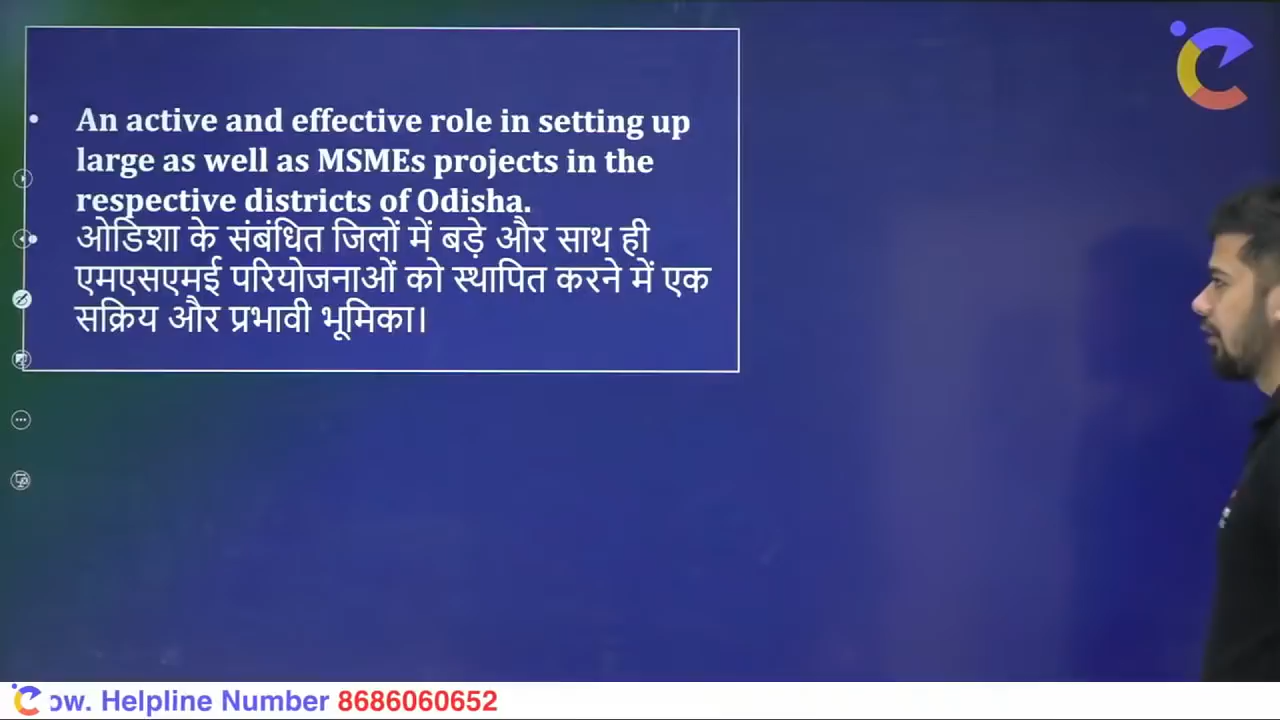 An active and effective role in setting up
large as well as MSMEs projects in the
respective districts of Odisha.
ओडिशा के संबंधित जिलों में बड़े और साथ ही
एमएसएमई परियोजनाओं को स्थापित करने में एक
सक्रिय और प्रभावी भूमिका।
ow. Helpline Number 8686060652